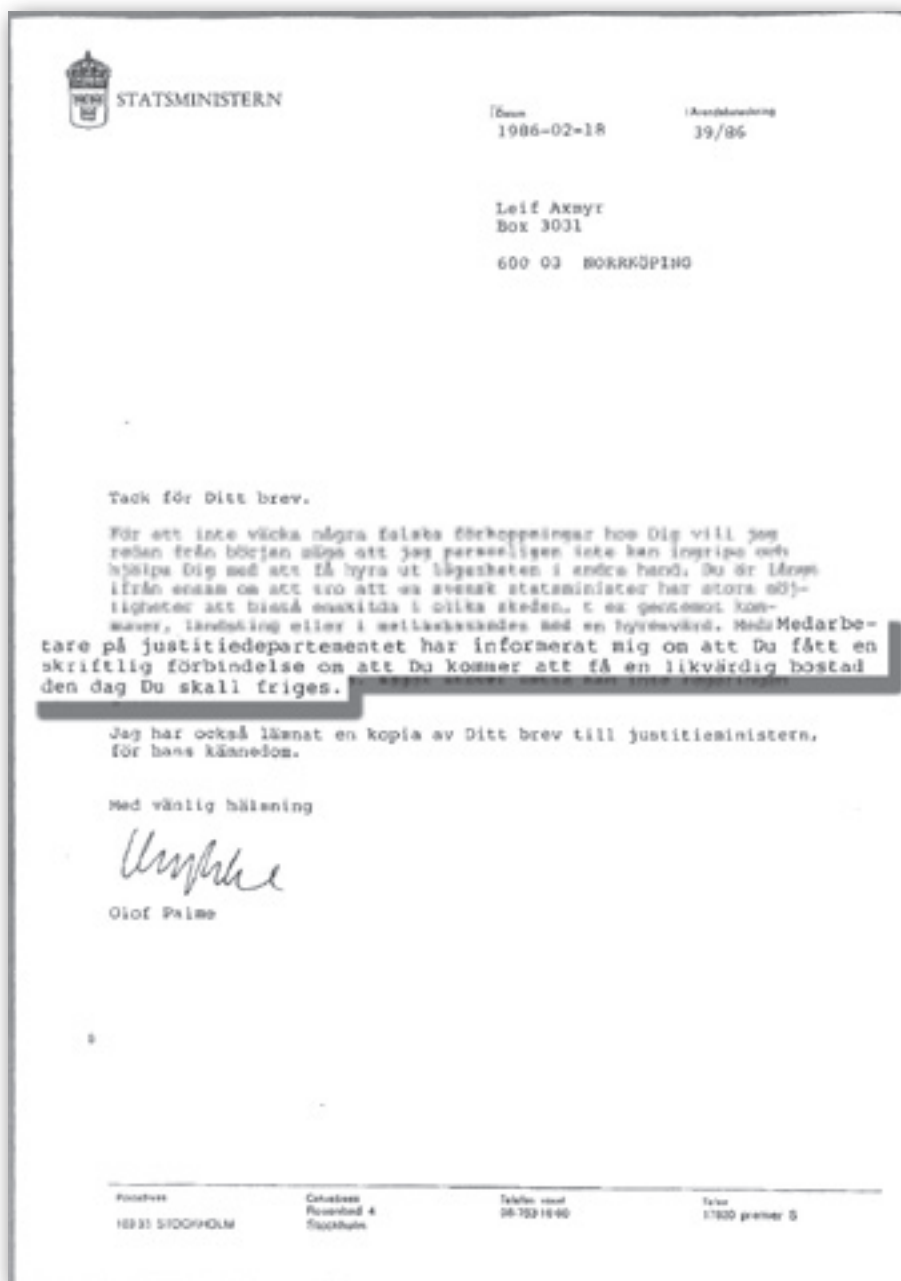 STATSMINISTERN
Datum
1986-02-18
39/86
Leif Axmyr
Box 3031
600 03 NORRKÖPING
Tack för Ditt brev.
För att inte väcka några falska förhoppningar hos Dig vill jag
redan från början säga att jag personligen inte kan ingripa och
hjälpa Dig med att få hyra ut lägenheten i andra hand. Du är långt
ifrån ensam om att tro att en svensk statsminister har stora möj-
ligheter att bistå enskilda i olika skeden, t ex gentemot kom-
muner, landsting eller i mellanhavandes med en hyresvärd. Medarbe-
tare på justitiedepartementet har informerat mig om att Du fått en
skriftlig förbindelse om att Du kommer att få en likvärdig bostad
den dag Du skall friges.
Jag har också lämnat en kopia av Ditt brev till justitieministern,
för hans kännedom.
Med vänlig hälsning
Olof Palme
103 33 STOCKHOLM
Rosenbad 4
Stockholm
Telefon växel
Telex
17820 premier S